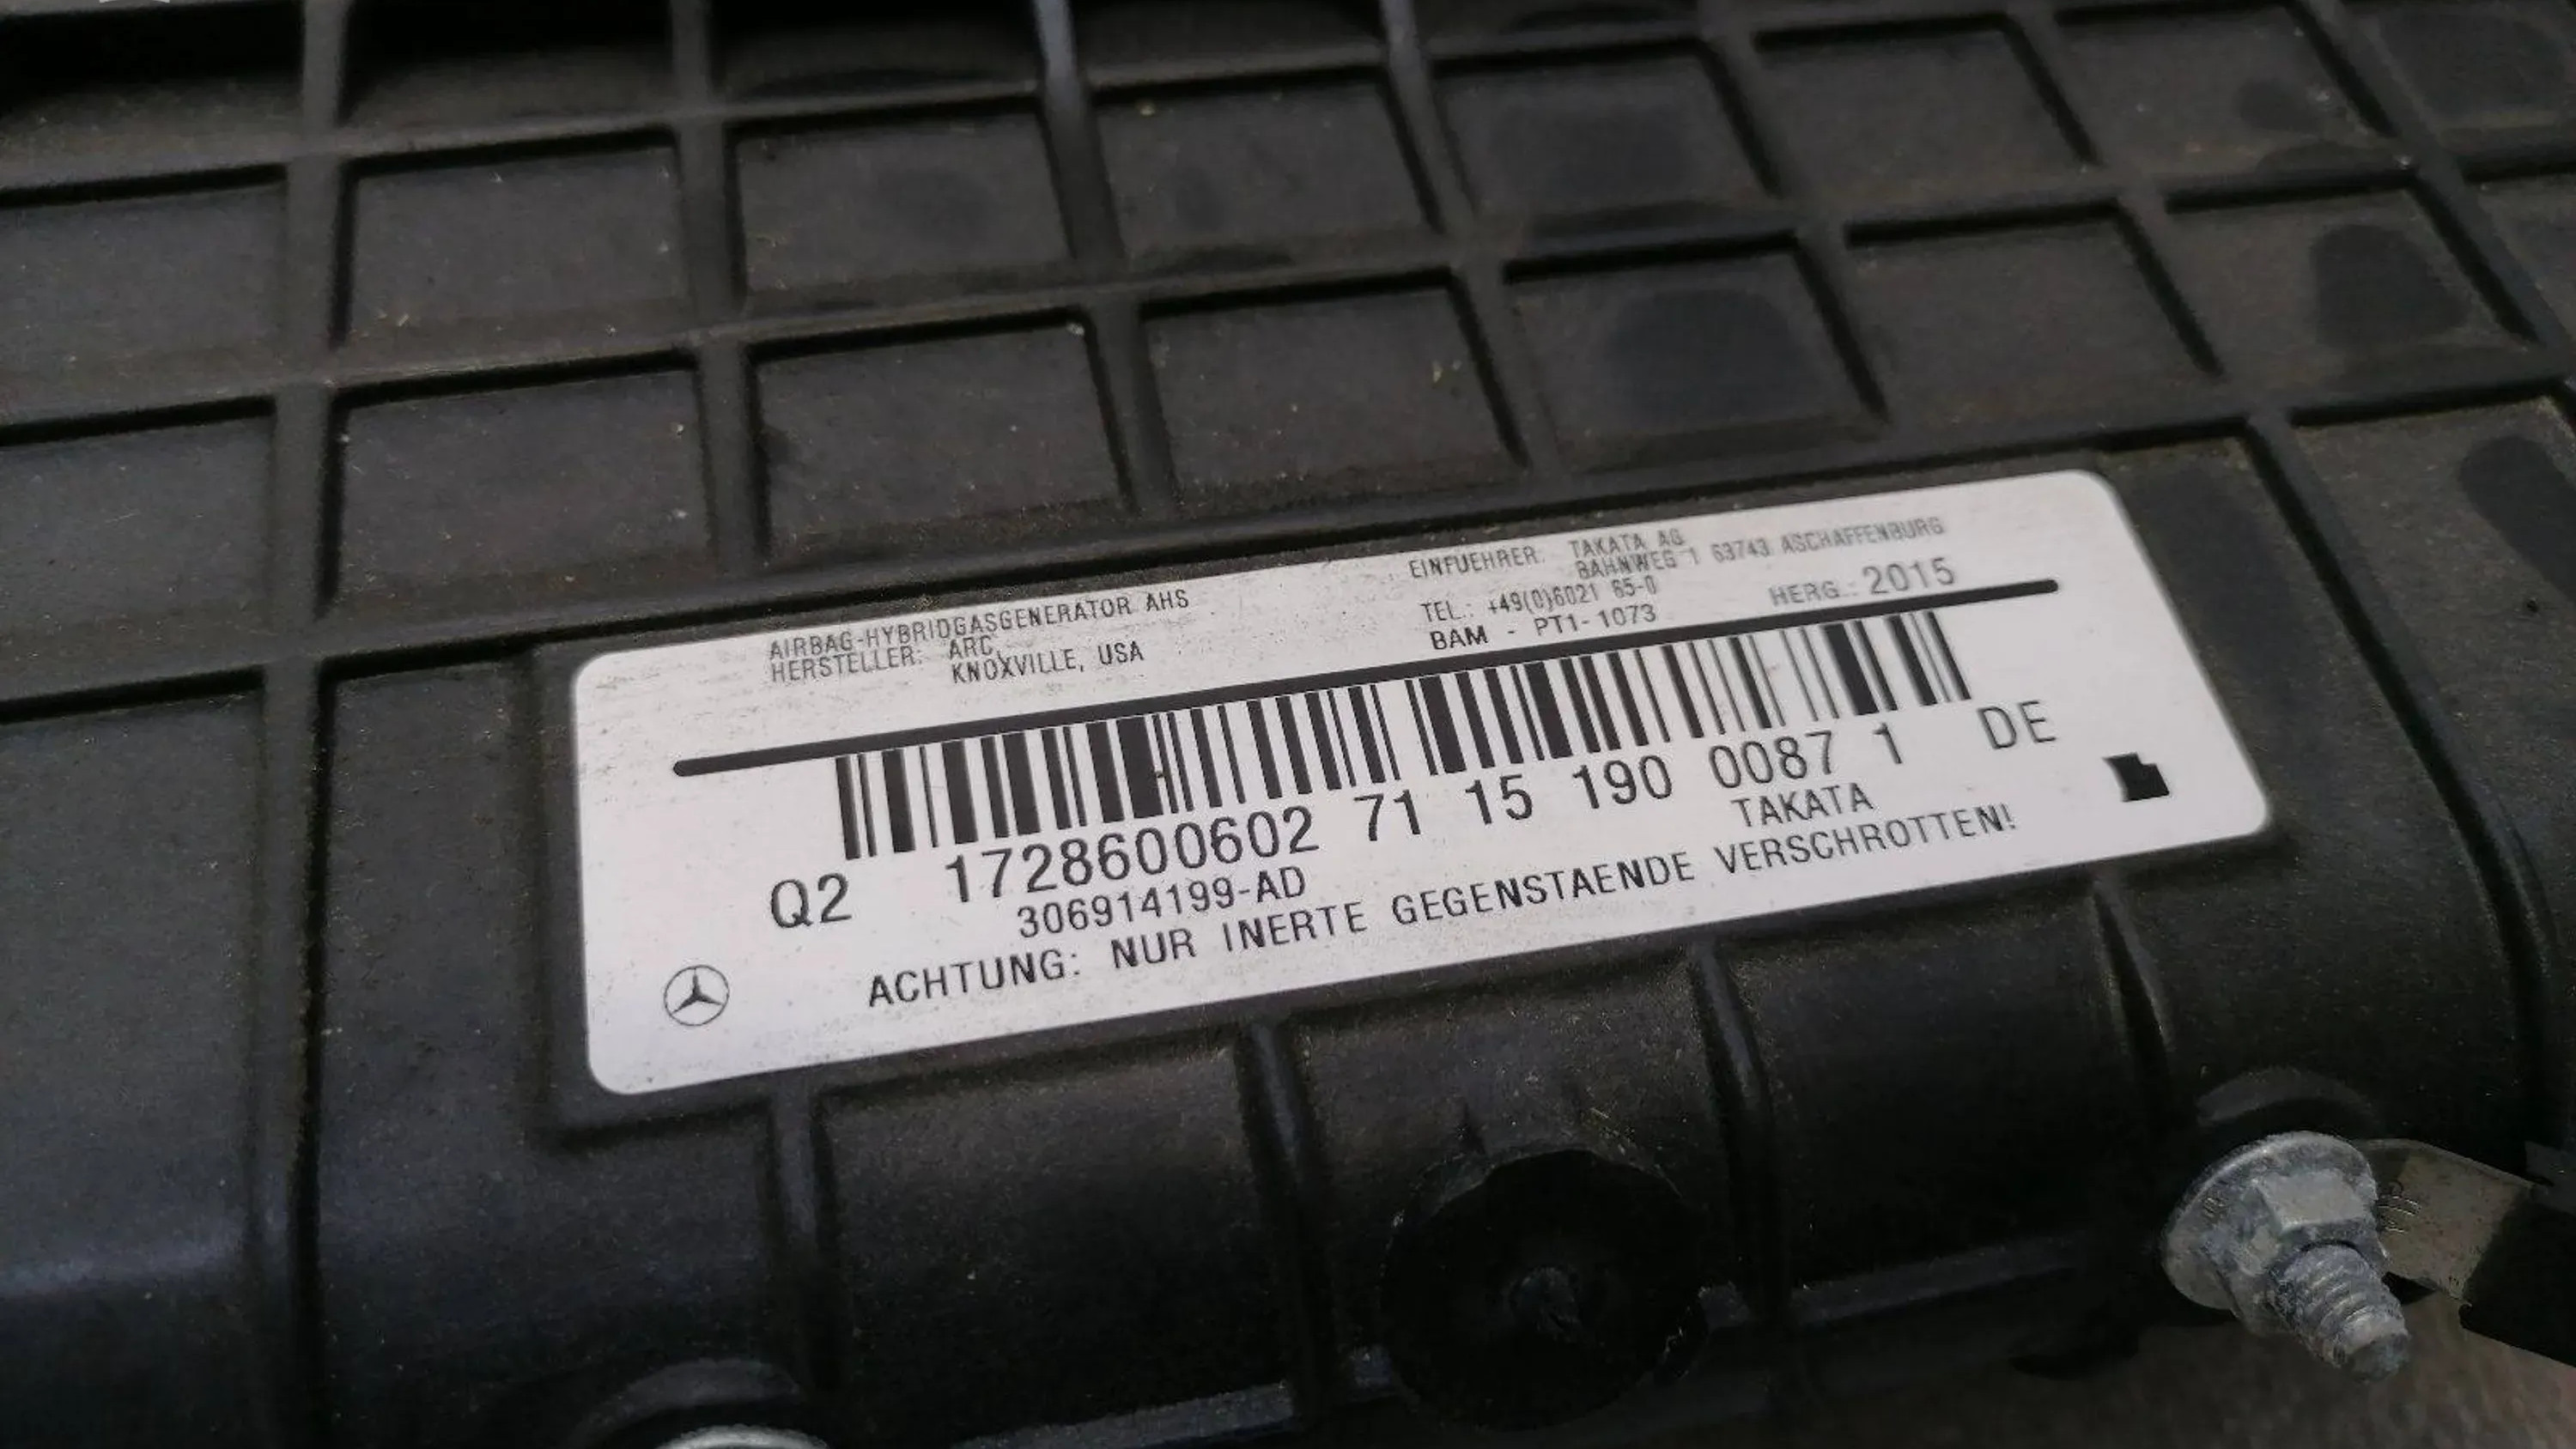 AIRBAG-HYBRIDGASGENERATOR AHS
HERSTELLER: ARC,
KNOXVILLE, USA
EINFUEHRER: TAKATA AG
BAHNWEG 1 63743 ASCHAFFENBURG
TEL.: +49(0)6021 65-0
BAM - PT1-1073 HERG.: 2015
Q2 1728600602 71 15 190 0087 1 DE
306914199-AD TAKATA
ACHTUNG: NUR INERTE GEGENSTAENDE VERSCHROTTEN!